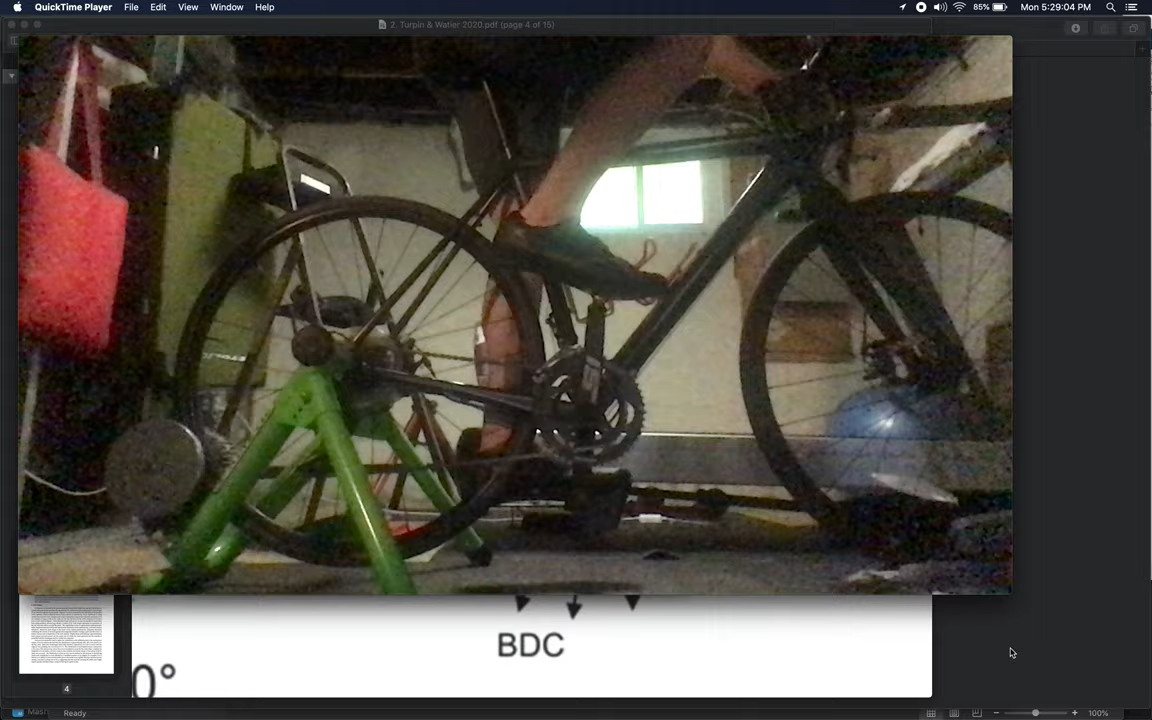 QuickTime Player File Edit View Window Help 85% Mon 5:29:04 PM
2. Turpin & Watier 2020.pdf (page 4 of 15)
BDC
0°
4
Ready 100%